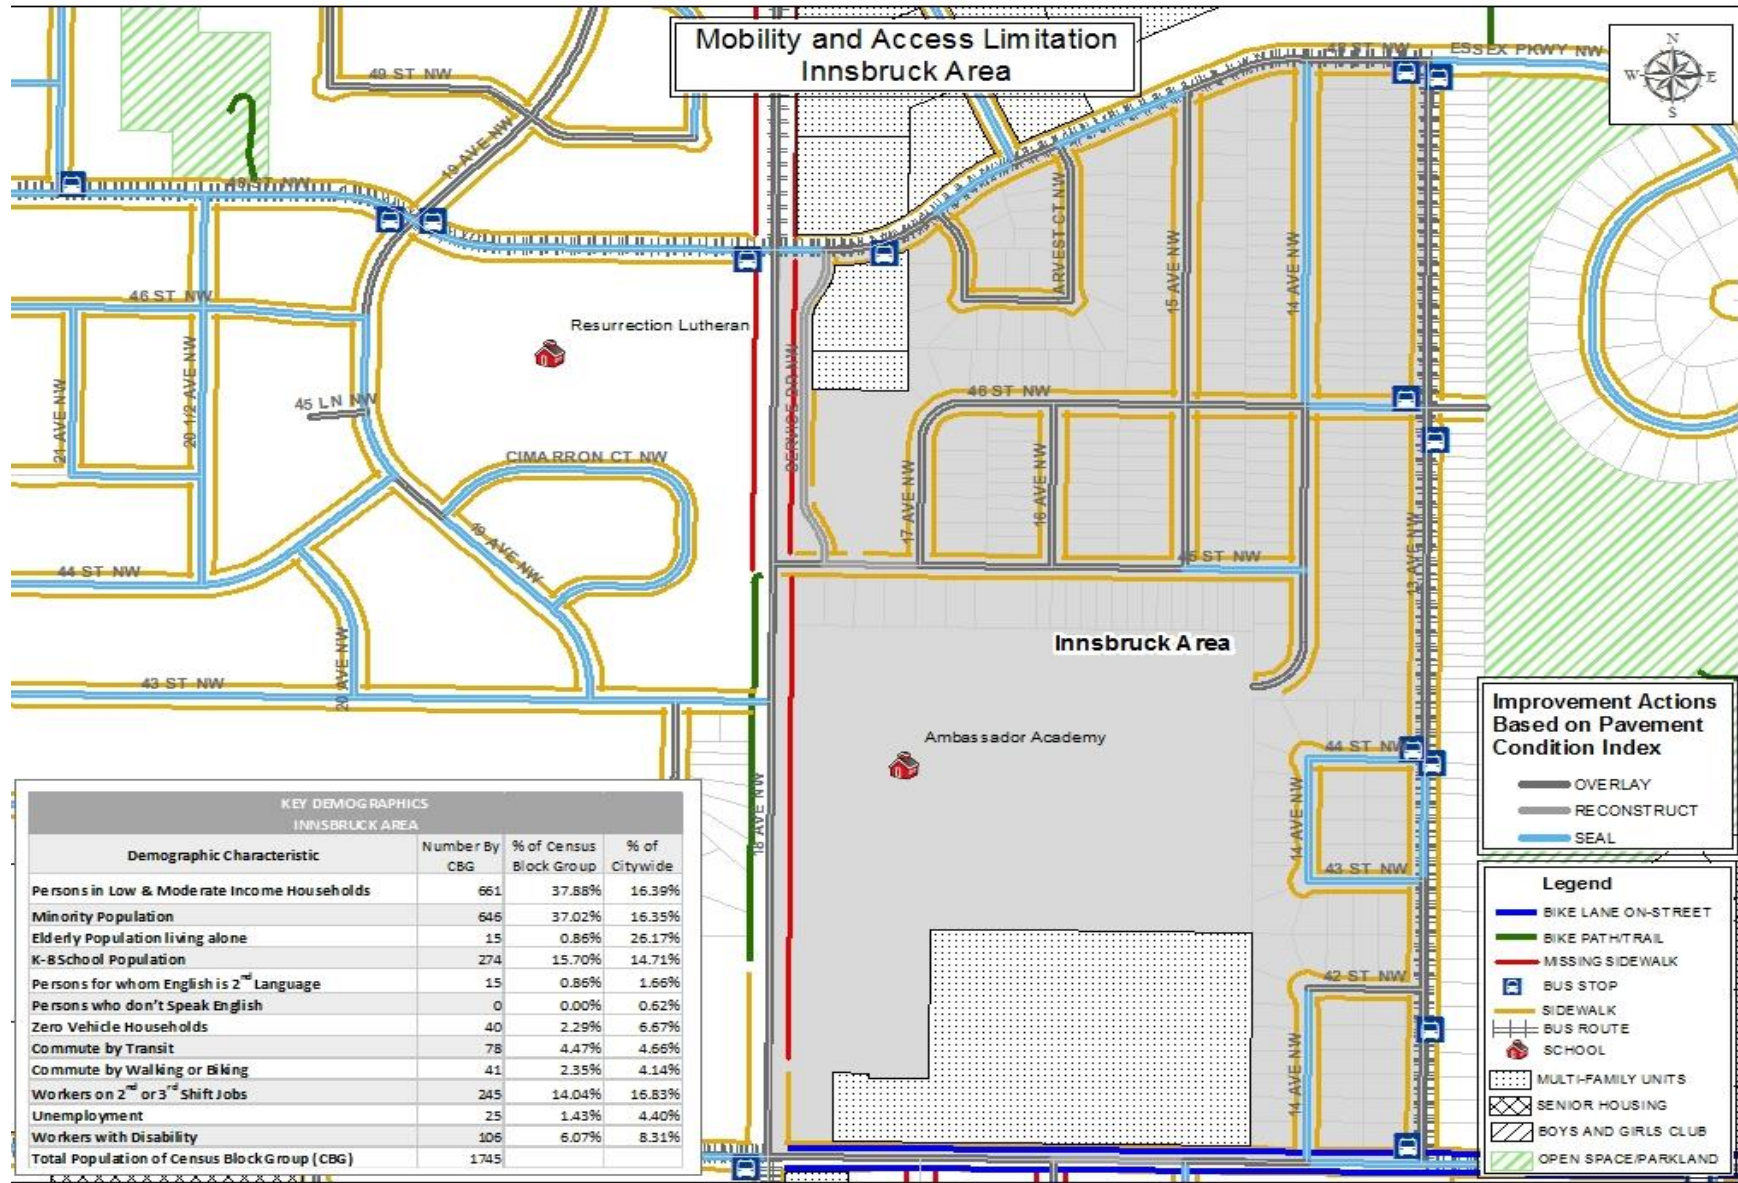 Mobility and Access Limitation
Innsbruck Area
N
W
E
S
49 ST NW
48 ST NW
ESSEX PKWY NW
19 AVE NW
48 ST NW
46 ST NW
Resurrection Lutheran
SERVICE DR NW
ARVEST CT NW
15 AVE NW
14 AVE NW
21 AVE NW
20 1/2 AVE NW
45 LN NW
46 ST NW
CIMARRON CT NW
17 AVE NW
16 AVE NW
19 AVE NW
45 ST NW
13 AVE NW
44 ST NW
20 AVE NW
43 ST NW
Innsbruck Area
Ambassador Academy
18 AVE NW
44 ST NW
14 AVE NW
43 ST NW
42 ST NW
14 AVE NW
Improvement Actions
Based on Pavement
Condition Index
OVERLAY
RECONSTRUCT
SEAL
Legend
BIKE LANE ON-STREET
BIKE PATH/TRAIL
MISSING SIDEWALK
BUS STOP
SIDEWALK
BUS ROUTE
SCHOOL
MULTI-FAMILY UNITS
SENIOR HOUSING
BOYS AND GIRLS CLUB
OPEN SPACE/PARKLAND
KEY DEMOGRAPHICS
INNSBRUCK AREA
Demographic Characteristic Number By CBG % of Census Block Group % of Citywide
Persons in Low & Moderate Income Households 661 37.88% 16.39%
Minority Population 646 37.02% 16.35%
Elderly Population living alone 15 0.86% 26.17%
K-8 School Population 274 15.70% 14.71%
Persons for whom English is 2nd Language 15 0.86% 1.66%
Persons who don't Speak English 0 0.00% 0.62%
Zero Vehicle Households 40 2.29% 6.67%
Commute by Transit 78 4.47% 4.66%
Commute by Walking or Biking 41 2.35% 4.14%
Workers on 2nd or 3rd Shift Jobs 245 14.04% 16.83%
Unemployment 25 1.43% 4.40%
Workers with Disability 106 6.07% 8.31%
Total Population of Census Block Group (CBG) 1745